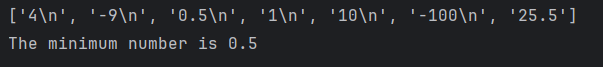 ['4\n', '-9\n', '0.5\n', '1\n', '10\n', '-100\n', '25.5']
The minimum number is 0.5